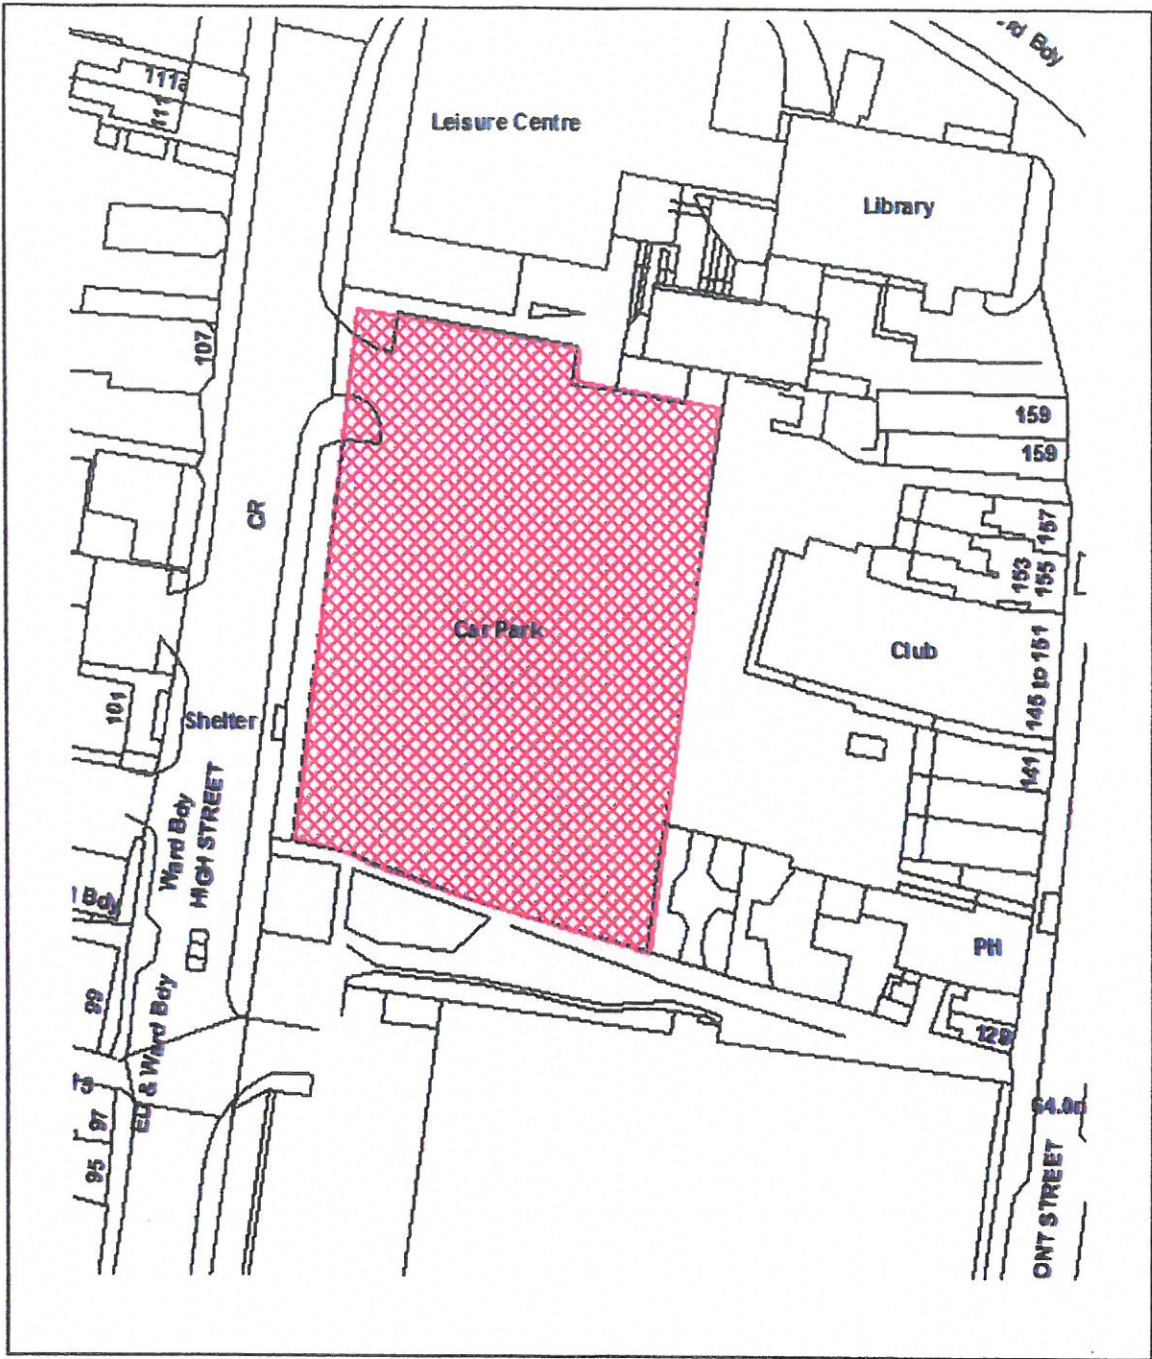 rd Bdy
111a
111
Leisure Centre
Library
107
159
159
CR
157
155
153
Car Park
Club
145 to 151
101
Shelter
141
Ward Bdy
HIGH STREET
Bdy
PH
99
ED & Ward Bdy
129
97
64.0m
95
ONT STREET